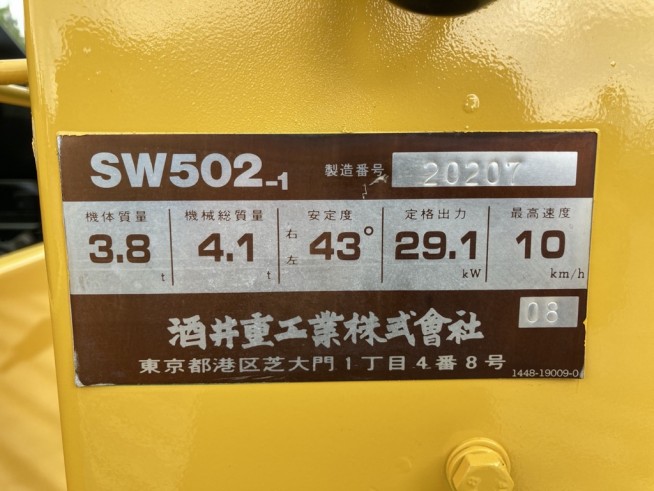 SW502-1 製造番号 20207
機体質量 機械総質量 安定度 定格出力 最高速度
3.8 t 4.1 t 右 左 43° 29.1 kW 10 km/h
08
酒井重工業株式會社
東京都港区芝大門1丁目4番8号
1448-19009-0